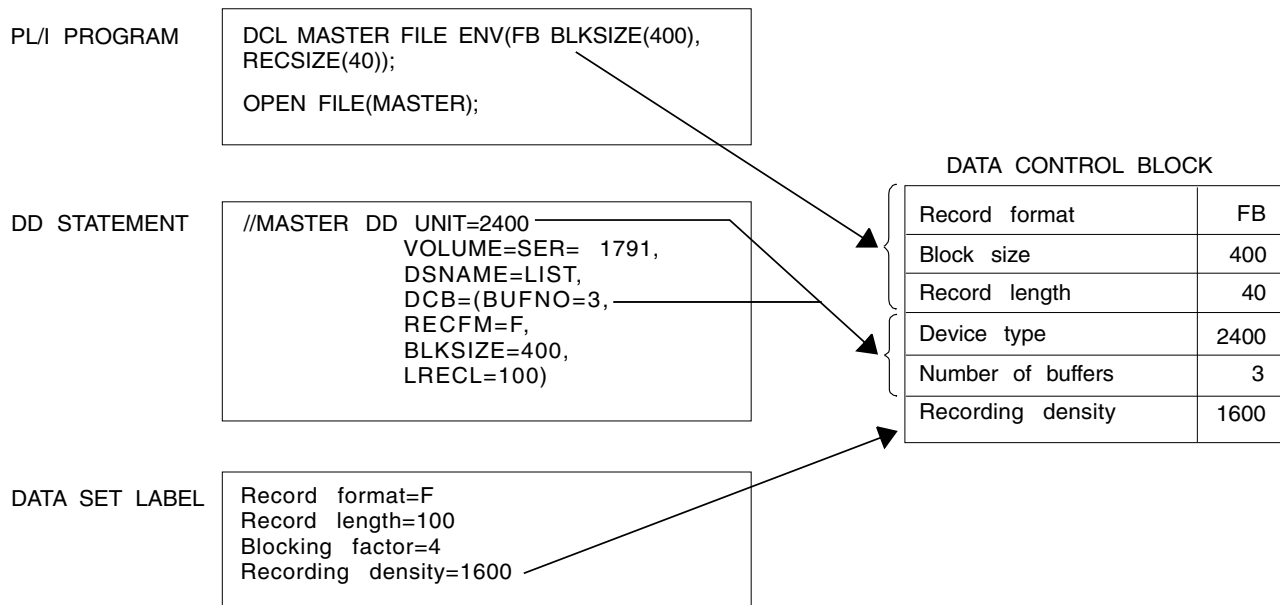 PL/I PROGRAM
DCL MASTER FILE ENV(FB BLKSIZE(400),
RECSIZE(40));
OPEN FILE(MASTER);
DD STATEMENT
//MASTER DD UNIT=2400
VOLUME=SER= 1791,
DSNAME=LIST,
DCB=(BUFNO=3,
RECFM=F,
BLKSIZE=400,
LRECL=100)
DATA SET LABEL
Record format=F
Record length=100
Blocking factor=4
Recording density=1600
DATA CONTROL BLOCK
Record format FB
Block size 400
Record length 40
Device type 2400
Number of buffers 3
Recording density 1600